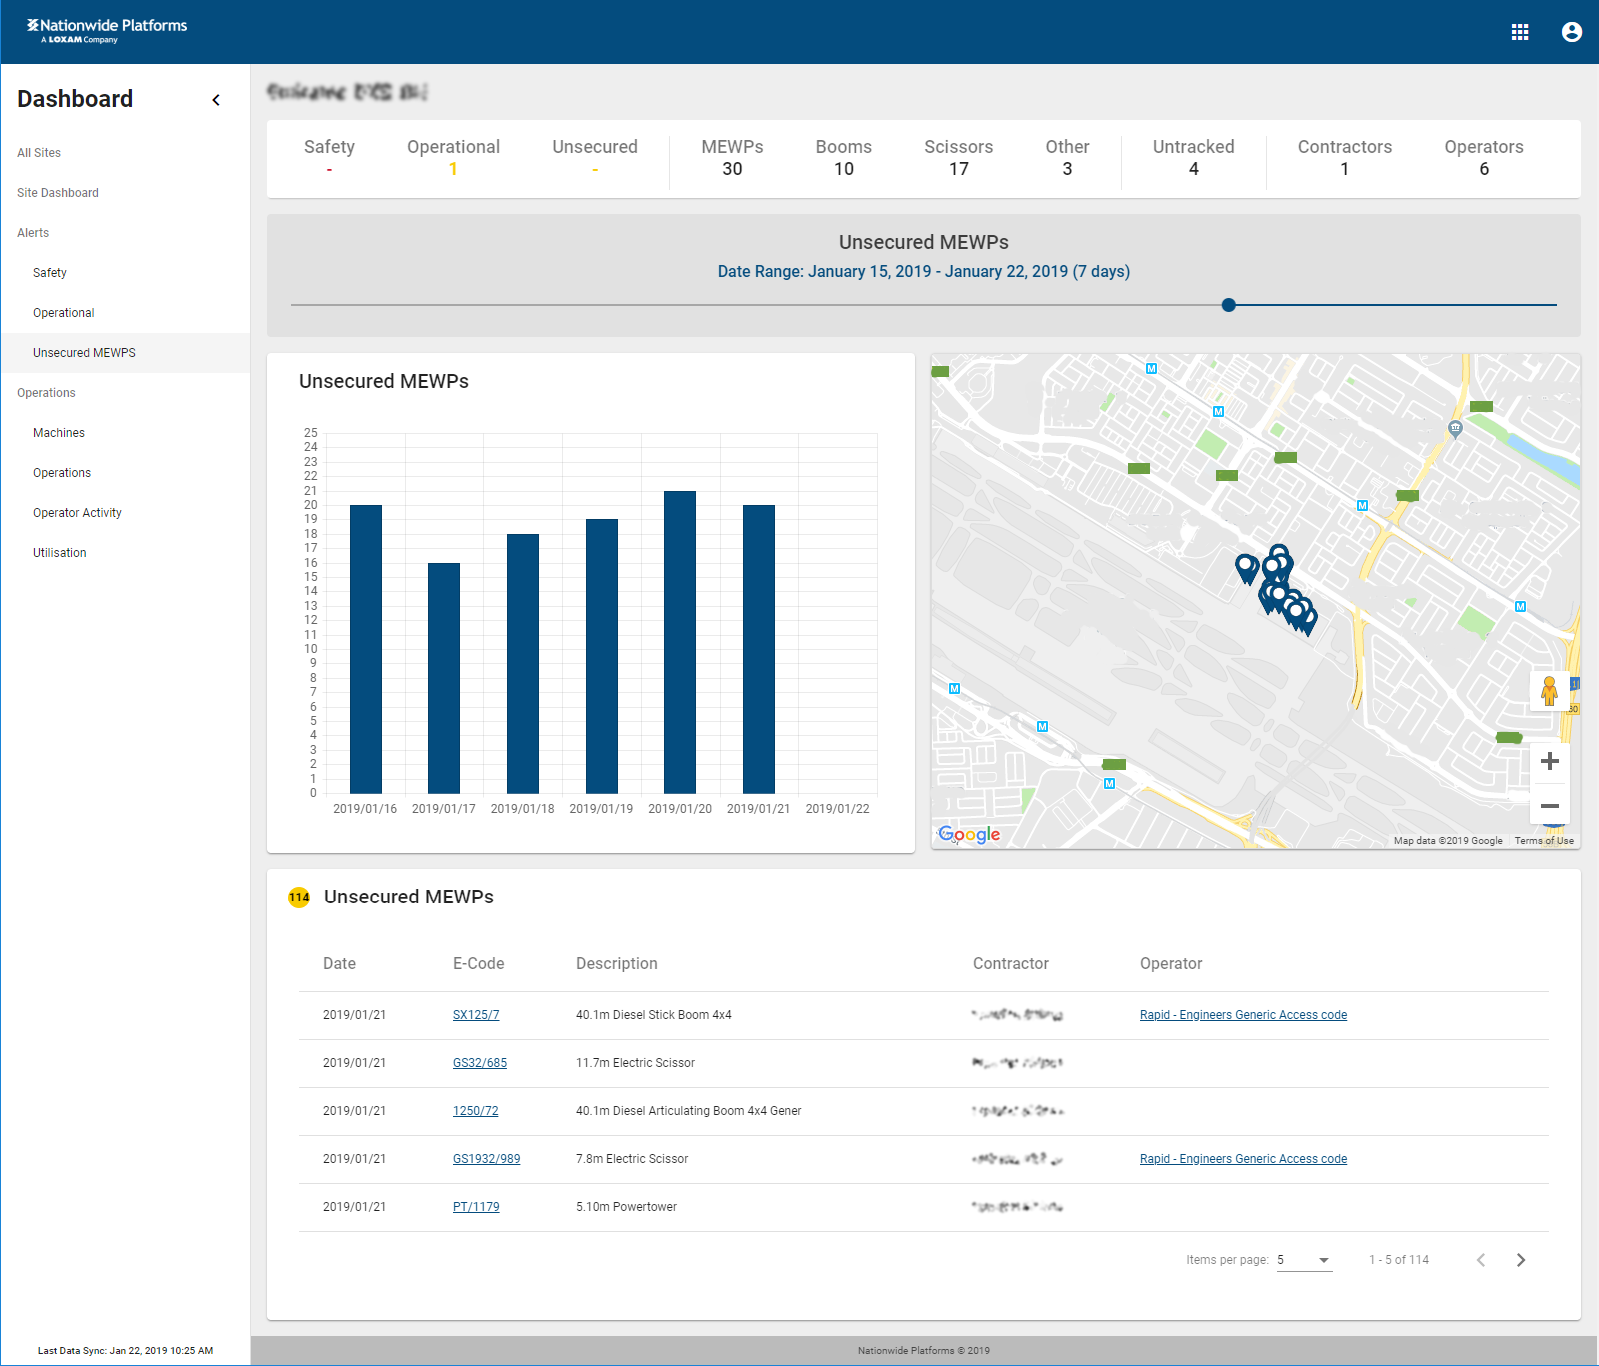 Nationwide Platforms
A LOXAM Company
Dashboard
All Sites
Site Dashboard
Alerts
Safety
Operational
Unsecured MEWPS
Operations
Machines
Operations
Operator Activity
Utilisation
Last Data Sync: Jan 22, 2019 10:25 AM
Safety Operational Unsecured MEWPs Booms Scissors Other Untracked Contractors Operators
- 1 - 30 10 17 3 4 1 6
Unsecured MEWPs
Date Range: January 15, 2019 - January 22, 2019 (7 days)
Unsecured MEWPs
25
24
23
22
21
20
19
18
17
16
15
14
13
12
11
10
9
8
7
6
5
4
3
2
1
0
2019/01/16 2019/01/17 2019/01/18 2019/01/19 2019/01/20 2019/01/21 2019/01/22
M
M
M
M
M
M
M
30
Google
Map data ©2019 Google Terms of Use
114 Unsecured MEWPs
Date E-Code Description Contractor Operator
2019/01/21 SX125/7 40.1m Diesel Stick Boom 4x4 Rapid - Engineers Generic Access code
2019/01/21 GS32/685 11.7m Electric Scissor
2019/01/21 1250/72 40.1m Diesel Articulating Boom 4x4 Gener
2019/01/21 GS1932/989 7.8m Electric Scissor Rapid - Engineers Generic Access code
2019/01/21 PT/1179 5.10m Powertower
Items per page: 5 1 - 5 of 114
Nationwide Platforms © 2019